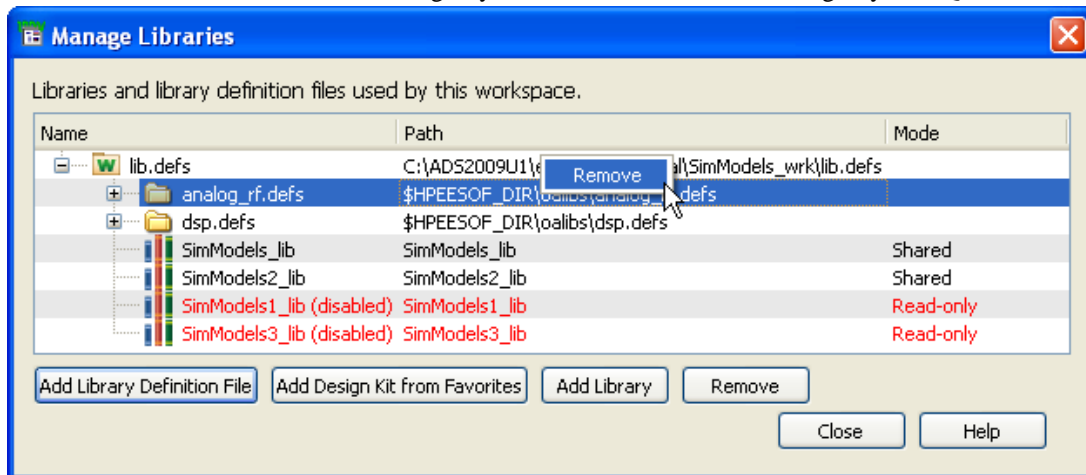 Manage Libraries
Libraries and library definition files used by this workspace.
Name Path Mode
lib.defs C:\ADS2009U1\ al\SimModels_wrk\lib.defs
Remove
analog_rf.defs $HPEESOF_DIR\oalibs\analog_ .defs
dsp.defs $HPEESOF_DIR\oalibs\dsp.defs
SimModels_lib SimModels_lib Shared
SimModels2_lib SimModels2_lib Shared
SimModels1_lib (disabled) SimModels1_lib Read-only
SimModels3_lib (disabled) SimModels3_lib Read-only
Add Library Definition File Add Design Kit from Favorites Add Library Remove
Close Help